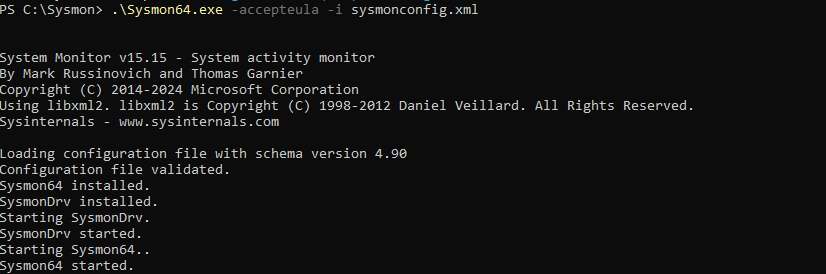 PS C:\Sysmon> .\Sysmon64.exe -accepteula -i sysmonconfig.xml
System Monitor v15.15 - System activity monitor
By Mark Russinovich and Thomas Garnier
Copyright (C) 2014-2024 Microsoft Corporation
Using libxml2. libxml2 is Copyright (C) 1998-2012 Daniel Veillard. All Rights Reserved.
Sysinternals - www.sysinternals.com
Loading configuration file with schema version 4.90
Configuration file validated.
Sysmon64 installed.
SysmonDrv installed.
Starting SysmonDrv.
SysmonDrv started.
Starting Sysmon64..
Sysmon64 started.